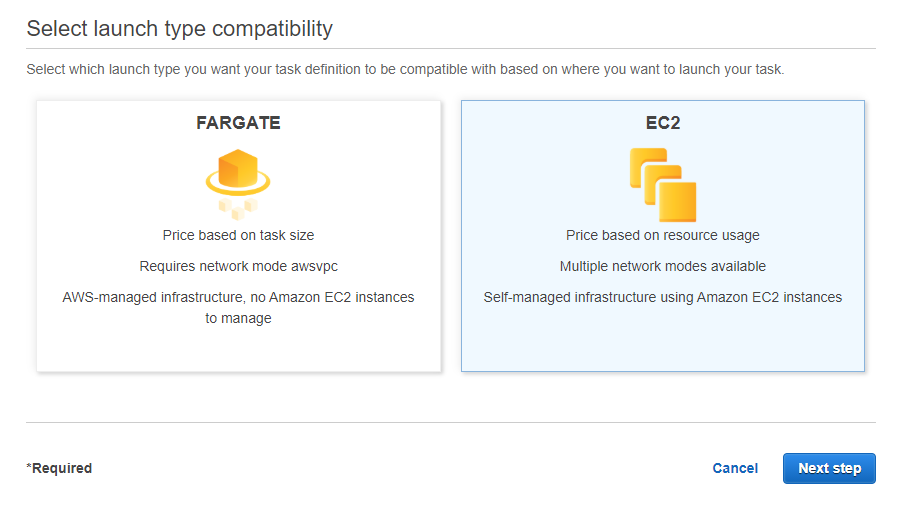 Select launch type compatibility
Select which launch type you want your task definition to be compatible with based on where you want to launch your task.
FARGATE
Price based on task size
Requires network mode awsvpc
AWS-managed infrastructure, no Amazon EC2 instances
to manage
EC2
Price based on resource usage
Multiple network modes available
Self-managed infrastructure using Amazon EC2 instances
*Required
Cancel
Next step